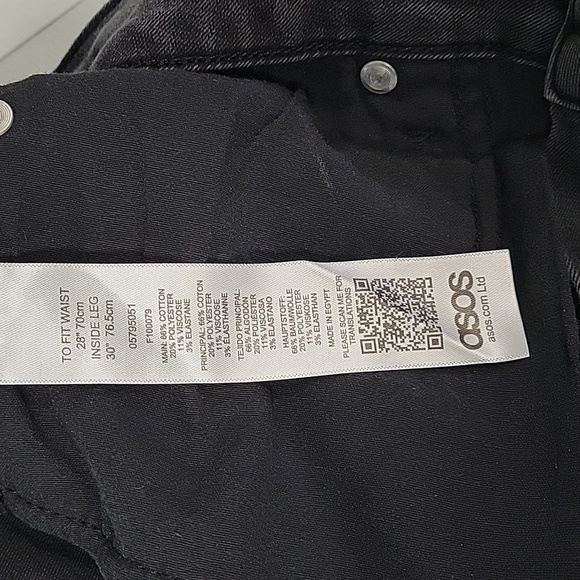 asos
asos.com Ltd
PLEASE SCAN ME FOR
TRANSLATIONS
MADE IN EGYPT
HAUPTSTOFF:
66% BAUMWOLLE
20% POLYESTER
11% VISKOSE
3% ELASTHAN
TEJIDO PRINCIPAL:
66% ALGODÓN
20% POLIÉSTER
11% VISCOSA
3% ELASTANO
PRINCIPAL: 66% COTON
20% POLYESTER
11% VISCOSE
3% ÉLASTHANNE
MAIN: 66% COTTON
20% POLYESTER
11% VISCOSE
3% ELASTANE
F100079
05795051
TO FIT WAIST
28" 70cm
INSIDE LEG
30" 76.5cm